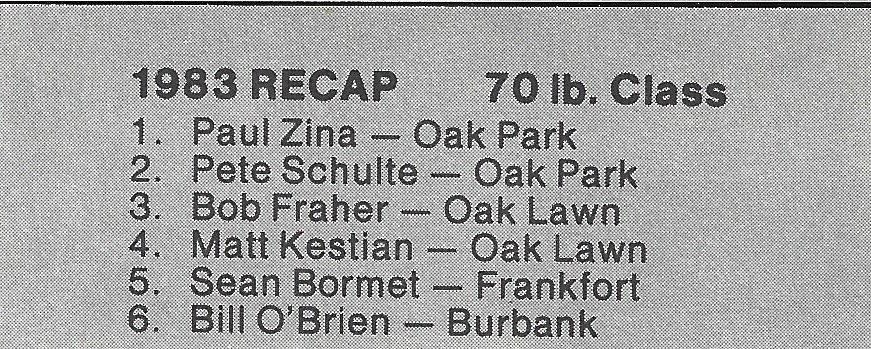 1983 RECAP 70 lb. Class
1. Paul Zina — Oak Park
2. Pete Schulte — Oak Park
3. Bob Fraher — Oak Lawn
4. Matt Kestian — Oak Lawn
5. Sean Bormet — Frankfort
6. Bill O'Brien — Burbank